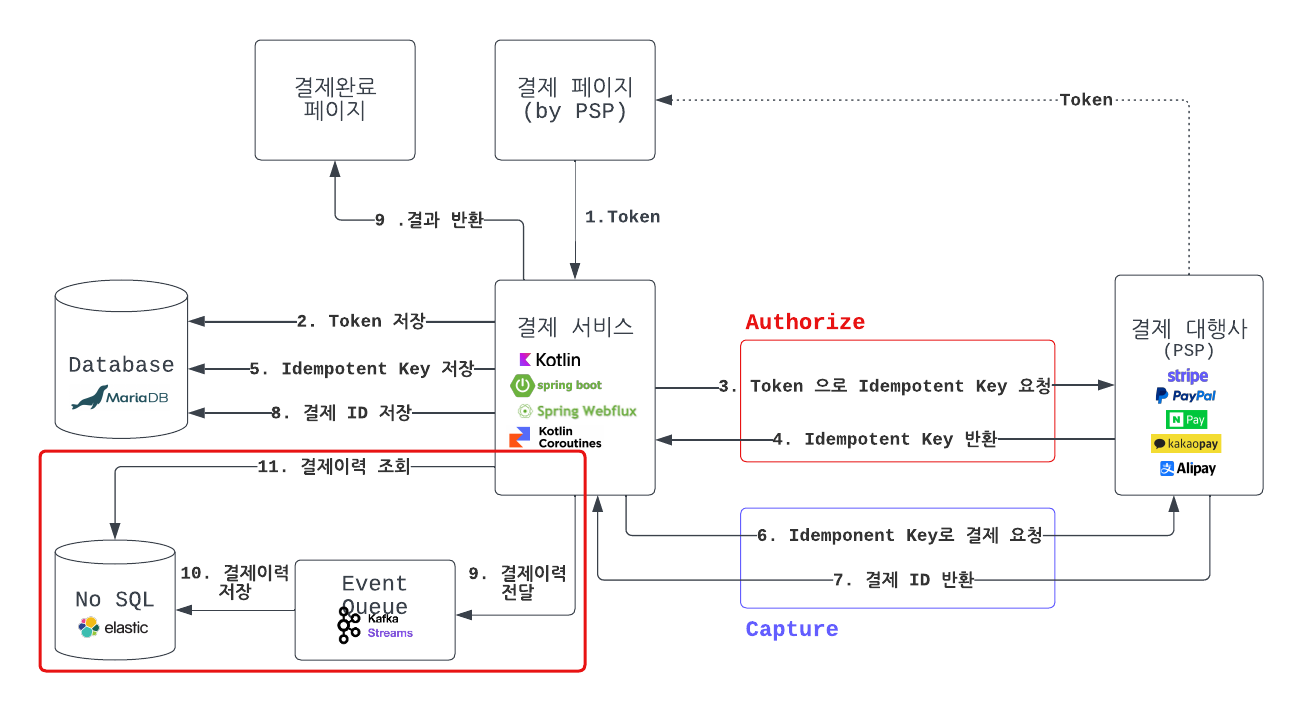 결제완료
페이지
결제 페이지
(by PSP)
Token
9 .결과 반환
1.Token
Database
MariaDB
2. Token 저장
5. Idempotent Key 저장
8. 결제 ID 저장
결제 서비스
Kotlin
spring boot
Spring Webflux
Kotlin
Coroutines
Authorize
3. Token 으로 Idempotent Key 요청
4. Idempotent Key 반환
결제 대행사
(PSP)
stripe
PayPal
N Pay
kakaopay
支 Alipay
11. 결제이력 조회
6. Idemponent Key로 결제 요청
7. 결제 ID 반환
Capture
No SQL
elastic
10. 결제이력
저장
Event
Queue
Kafka
Streams
9. 결제이력
전달